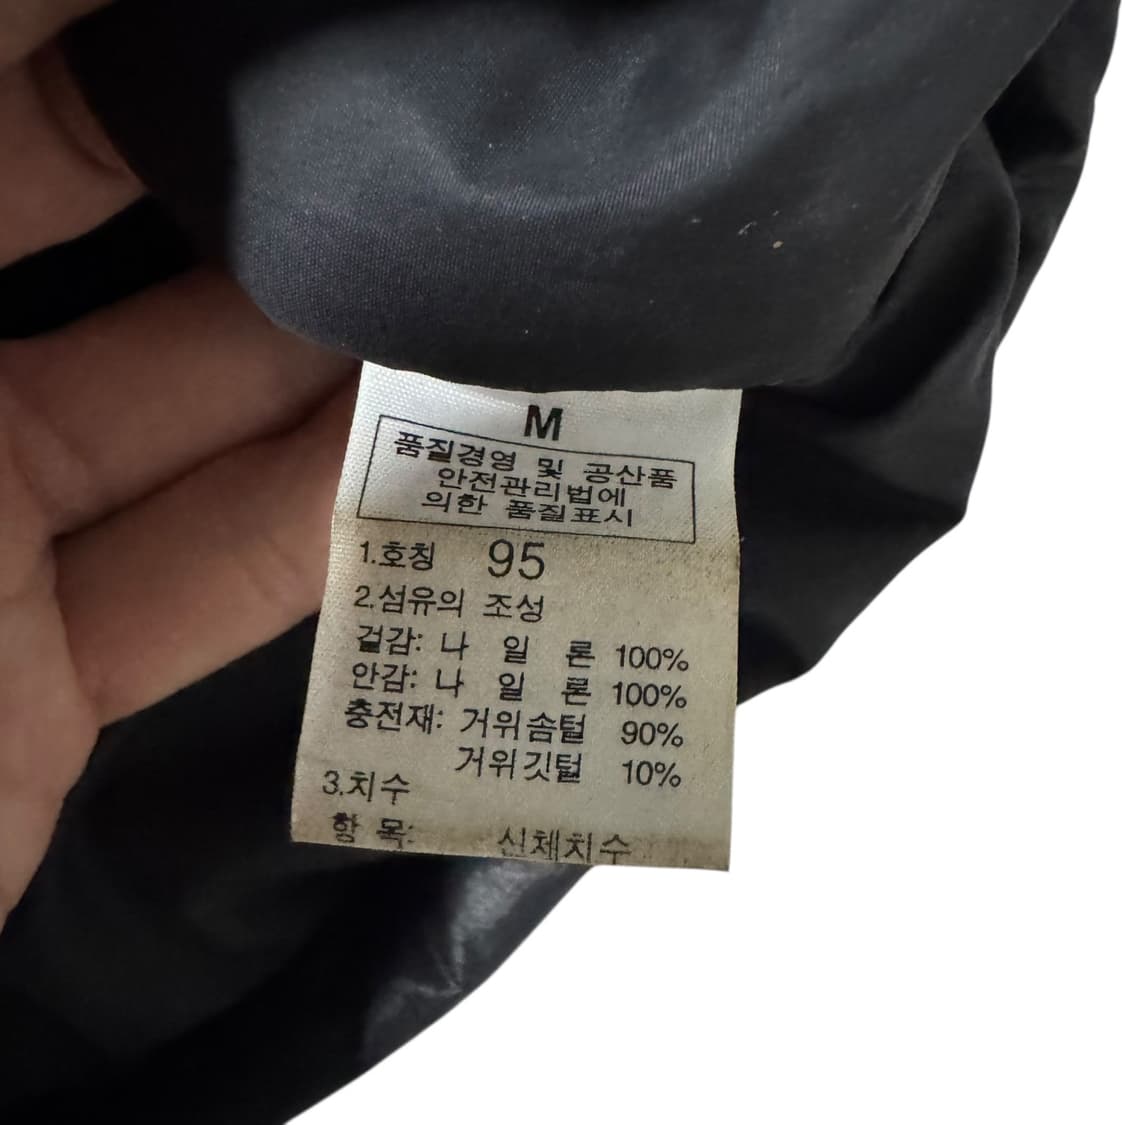 M
품질경영 및 공산품
안전관리법에
의한 품질표시
1.호칭 95
2.섬유의 조성
겉감: 나 일 론 100%
안감: 나 일 론 100%
충전재: 거위솜털 90%
거위깃털 10%
3.치수
항 목: 신체치수